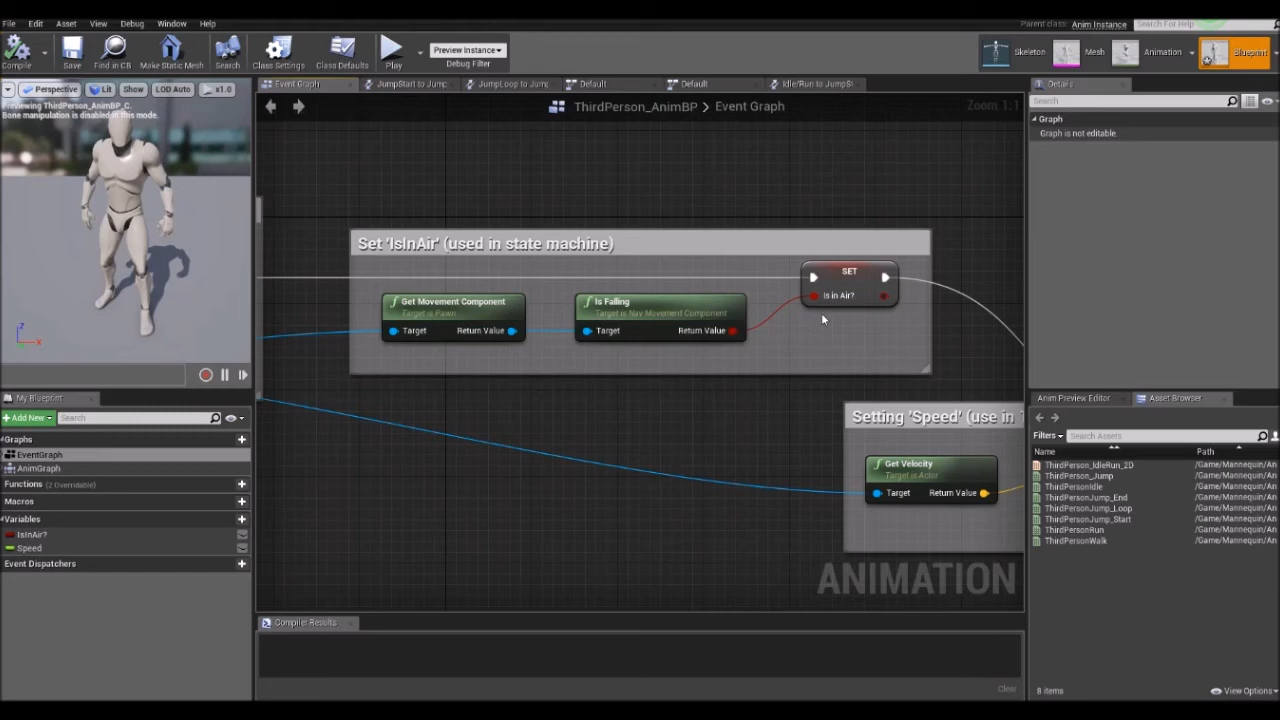 File Edit Asset View Debug Window Help
Parent class: Anim Instance Search For Help
Compile Save Find in CB Make Static Mesh Search Class Settings Class Defaults Play
Preview Instance
Debug Filter
Skeleton Mesh Animation Blueprint
Perspective Lit Show LOD Auto x1.0
Previewing ThirdPerson_AnimBP_C.
Bone manipulation is disabled in this mode.
Event Graph JumpStart to Jump JumpLoop to Jump Default Default Idle/Run to JumpS
ThirdPerson_AnimBP > Event Graph
Zoom 1:1
Set 'IsInAir' (used in state machine)
SET
Is in Air?
Get Movement Component
Target is Pawn
Target Return Value
Is Falling
Target is Nav Movement Component
Target Return Value
Setting 'Speed' (use in
Get Velocity
Target is Actor
Target Return Value
ANIMATION
Z
X
My Blueprint
Add New
Search
Graphs
EventGraph
AnimGraph
Functions (2 Overridable)
Macros
Variables
IsInAir?
Speed
Event Dispatchers
Compiler Results
Clear
Details
Search
Graph
Graph is not editable
Anim Preview Editor Asset Browser
Filters Search Assets
Name Path
ThirdPerson_IdleRun_2D /Game/Mannequin/An
ThirdPerson_Jump /Game/Mannequin/An
ThirdPersonIdle /Game/Mannequin/An
ThirdPersonJump_End /Game/Mannequin/An
ThirdPersonJump_Loop /Game/Mannequin/An
ThirdPersonJump_Start /Game/Mannequin/An
ThirdPersonRun /Game/Mannequin/An
ThirdPersonWalk /Game/Mannequin/An
8 items
View Options